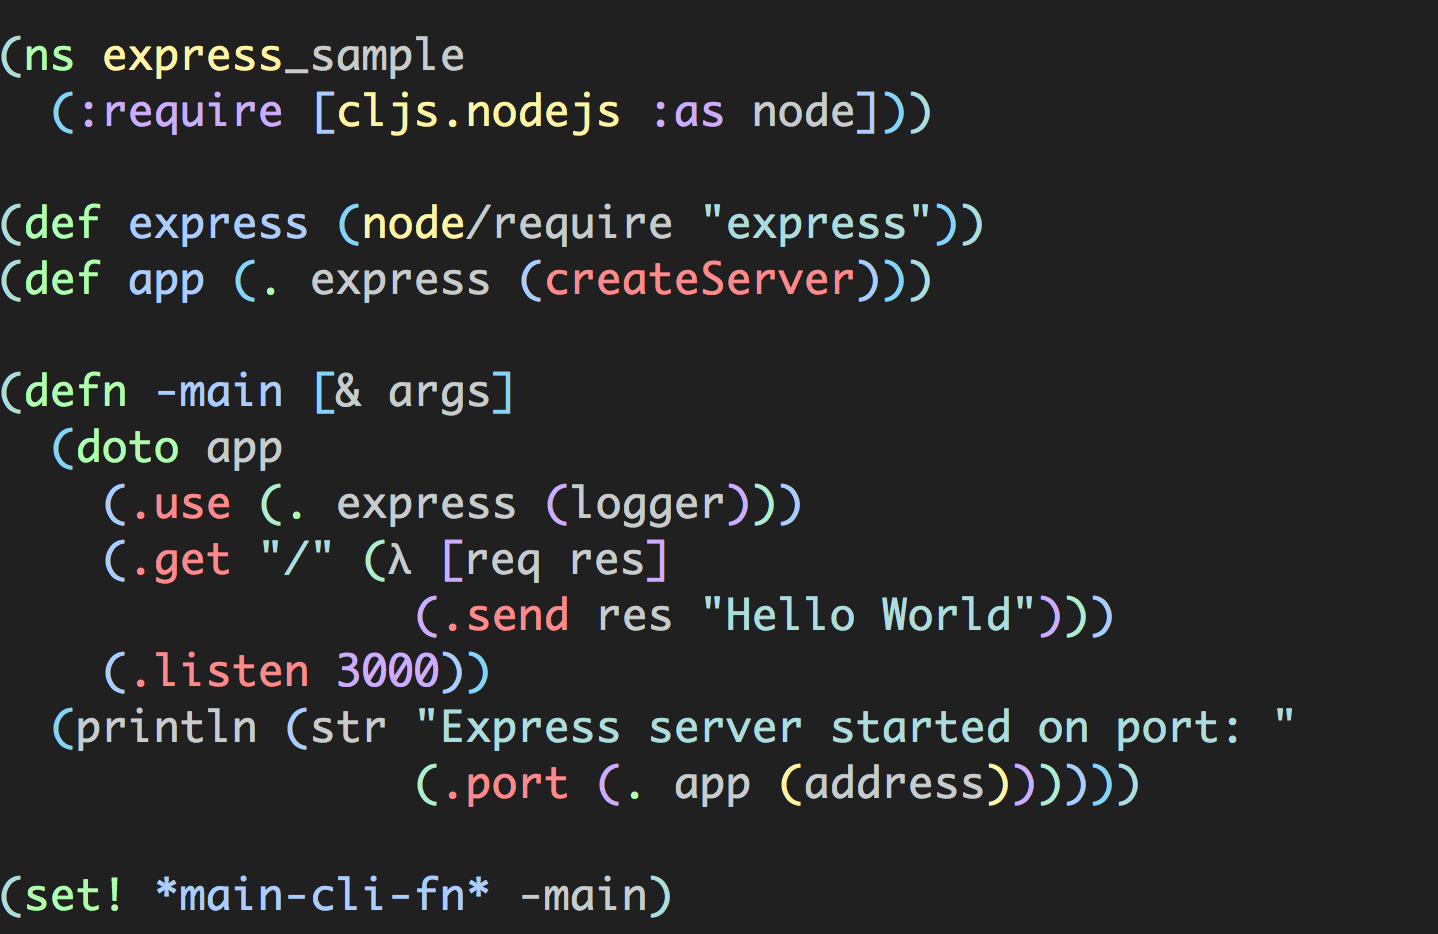 (ns express_sample
  (:require [cljs.nodejs :as node]))

(def express (node/require "express"))
(def app (. express (createServer)))

(defn -main [& args]
  (doto app
    (.use (. express (logger)))
    (.get "/" (λ [req res]
                (.send res "Hello World")))
    (.listen 3000))
  (println (str "Express server started on port: "
                (.port (. app (address))))))

(set! *main-cli-fn* -main)